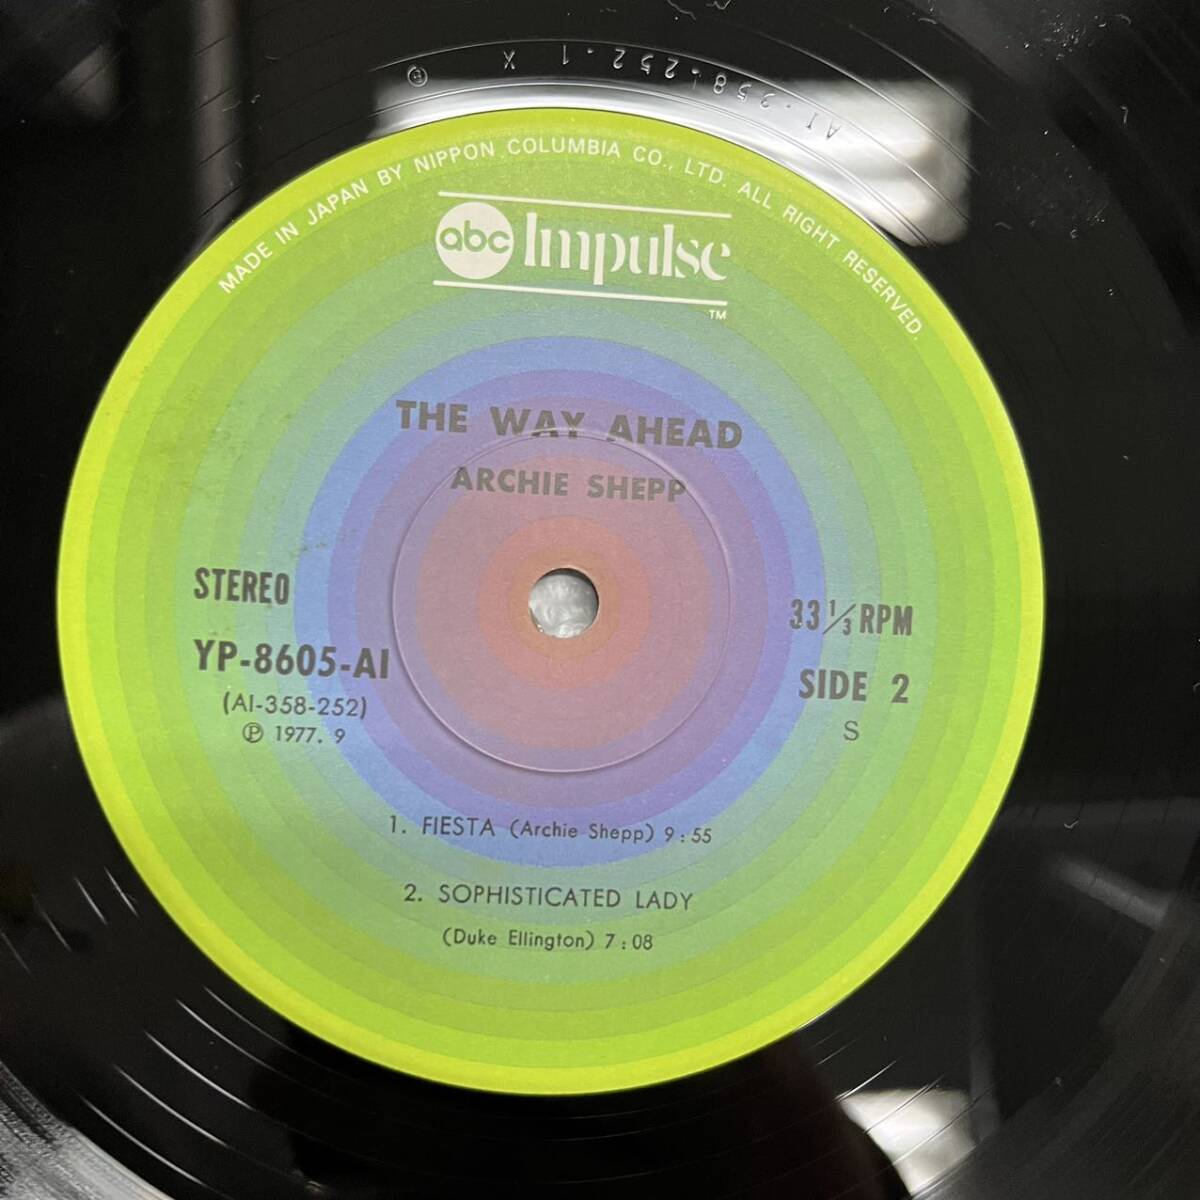 AI-358-252-1 X
MADE IN JAPAN BY NIPPON COLUMBIA CO., LTD. ALL RIGHT RESERVED.
abc Impulse
TM
THE WAY AHEAD
ARCHIE SHEPP
STEREO
YP-8605-AI
(AI-358-252)
Ⓟ 1977. 9
33 1/3 RPM
SIDE 2
S
1. FIESTA (Archie Shepp) 9:55
2. SOPHISTICATED LADY
(Duke Ellington) 7:08